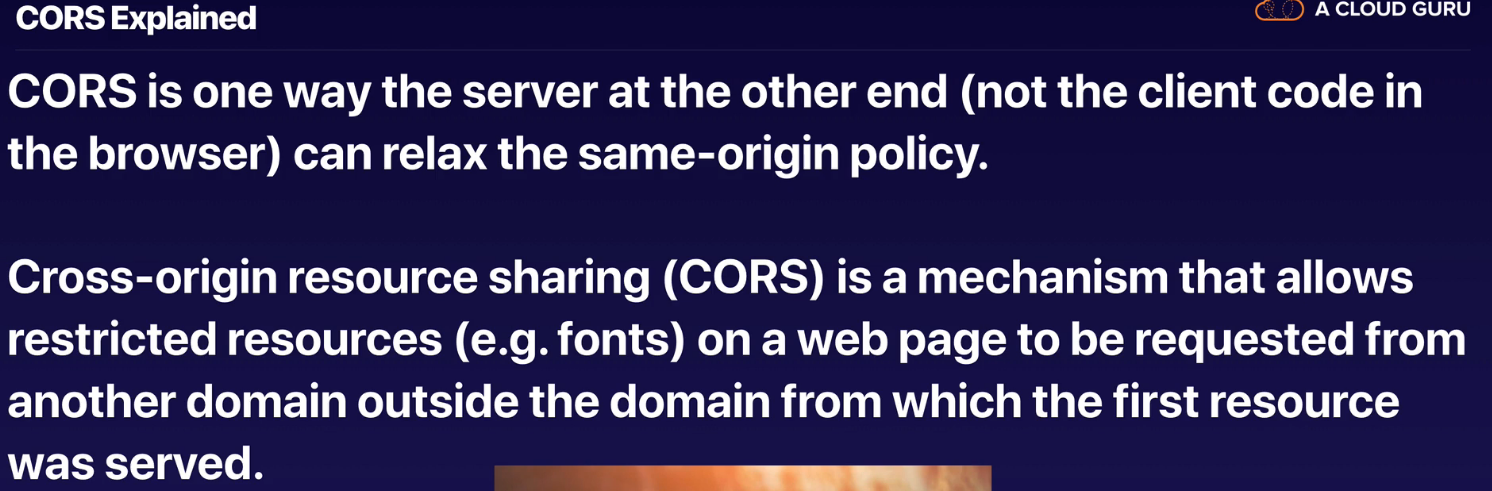 CORS Explained
A CLOUD GURU
CORS is one way the server at the other end (not the client code in
the browser) can relax the same-origin policy.
Cross-origin resource sharing (CORS) is a mechanism that allows
restricted resources (e.g. fonts) on a web page to be requested from
another domain outside the domain from which the first resource
was served.